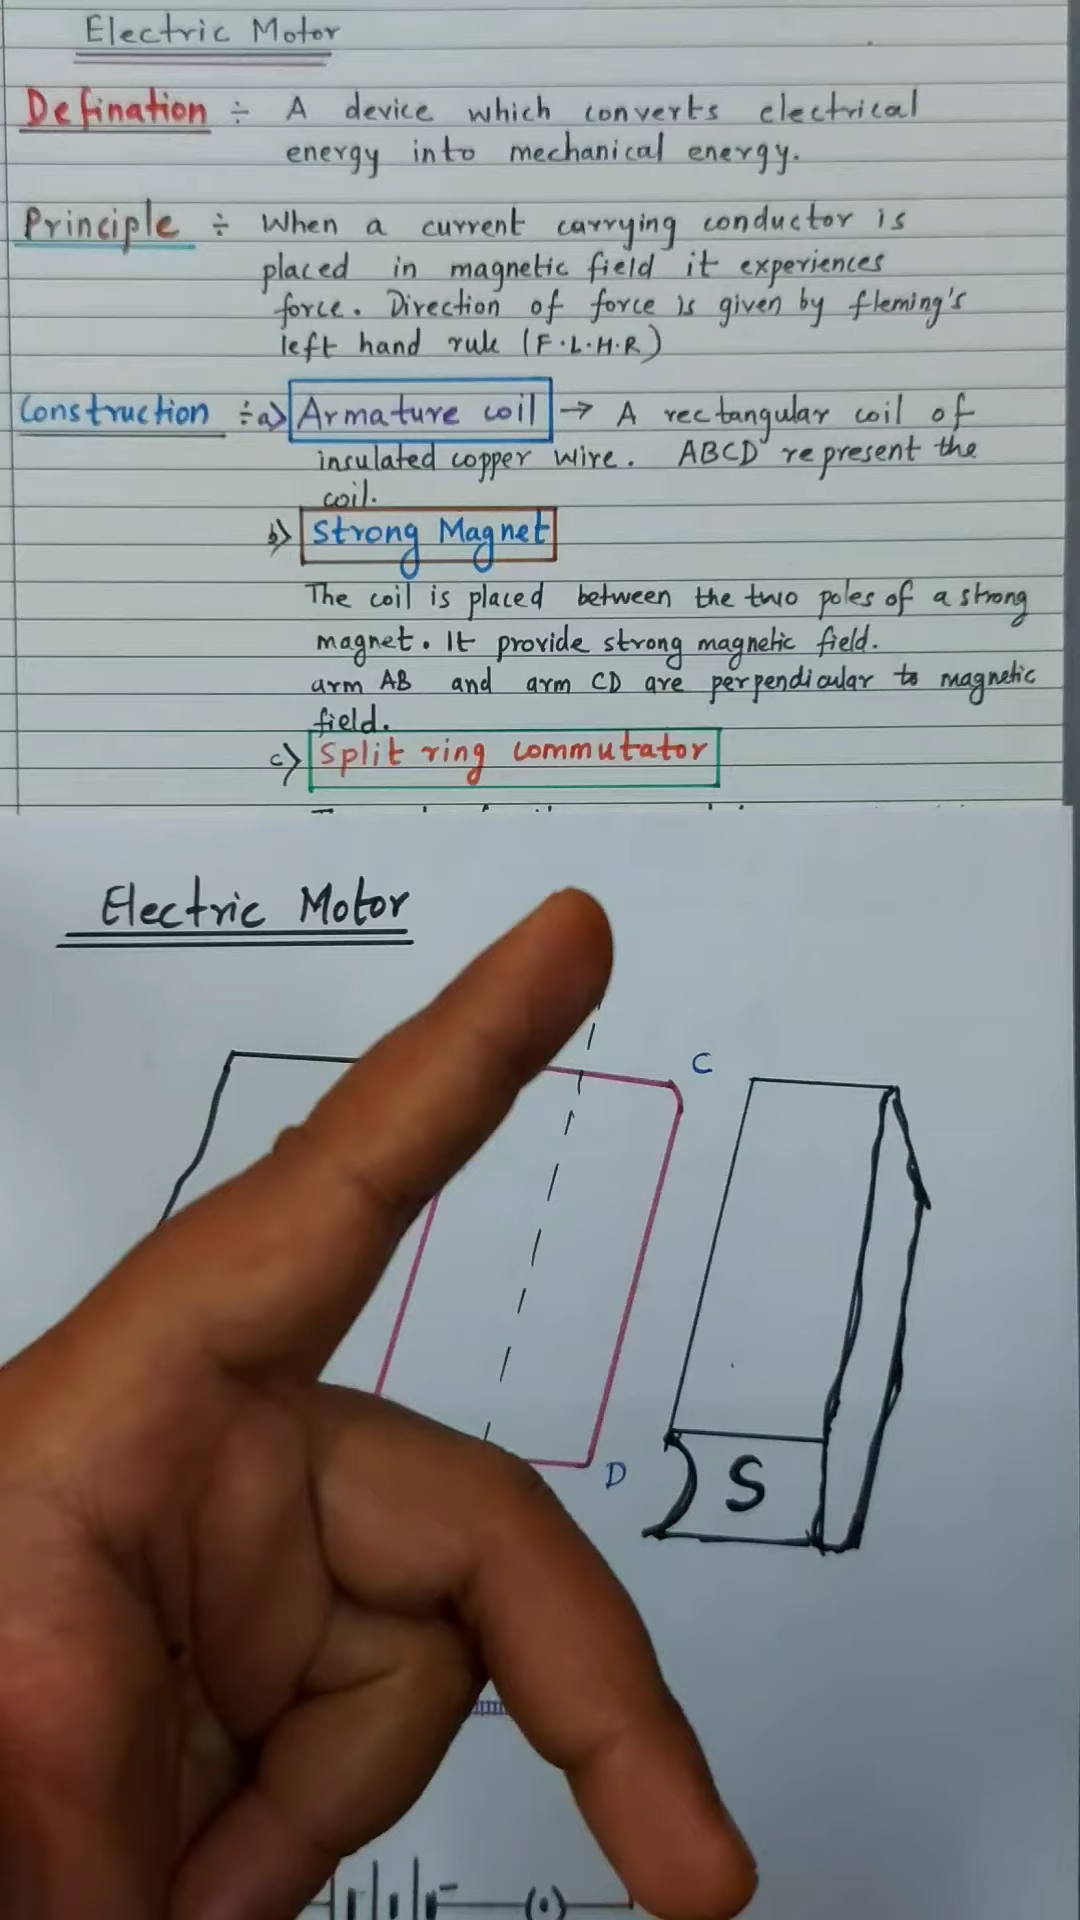 Electric Motor
Defination ÷ A device which converts electrical
energy into mechanical energy.
Principle ÷ When a current carrying conductor is
placed in magnetic field it experiences
force. Direction of force is given by fleming's
left hand rule (F.L.H.R)
Construction ÷ a) Armature coil → A rectangular coil of
insulated copper wire. ABCD represent the
coil.
b) Strong Magnet
The coil is placed between the two poles of a strong
magnet. It provide strong magnetic field.
arm AB and arm CD are perpendicular to magnetic
field.
c) Split ring commutator
Electric Motor
C
D
S